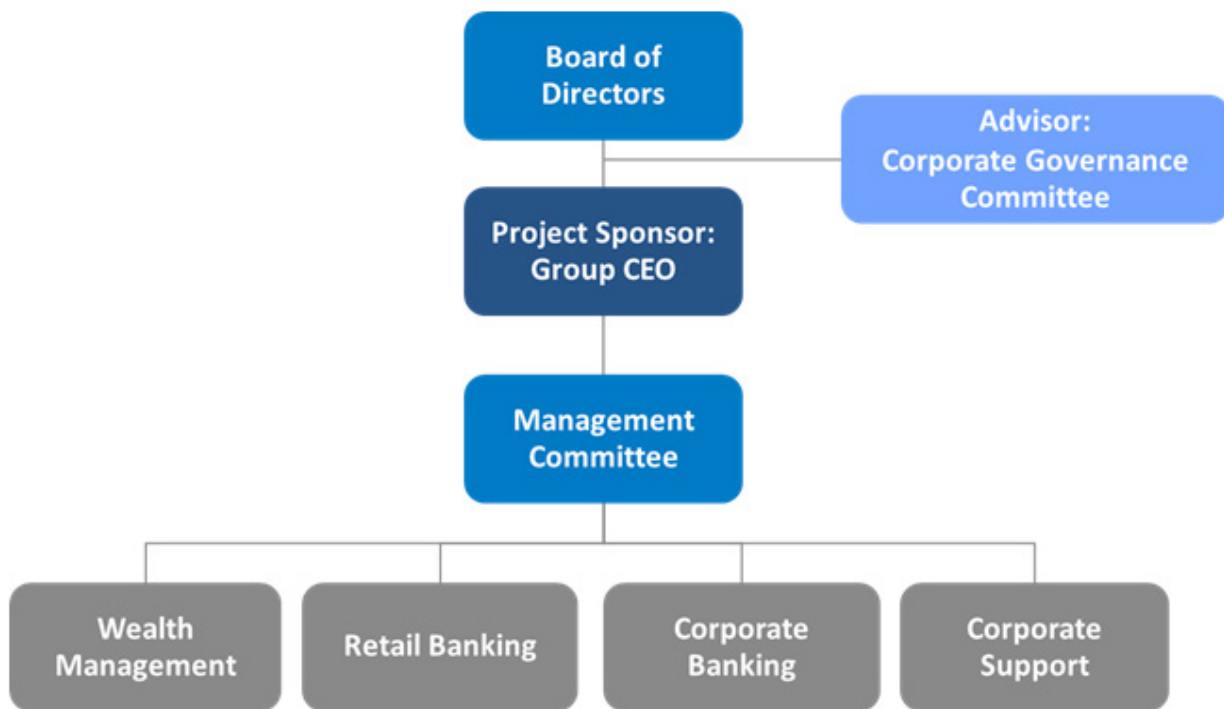 Board of
Directors
Advisor:
Corporate Governance
Committee
Project Sponsor:
Group CEO
Management
Committee
Wealth
Management
Retail Banking
Corporate
Banking
Corporate
Support